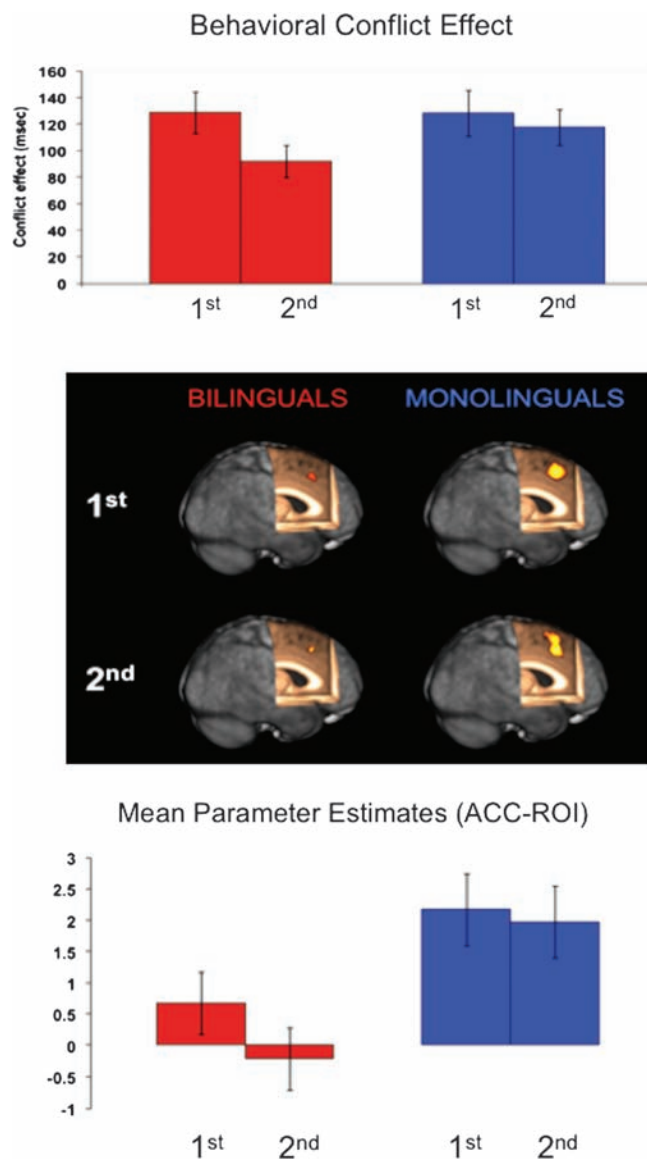 Behavioral Conflict Effect
Conflict effect (msec)
160
140
120
100
80
60
40
20
0
1st 2nd 1st 2nd
BILINGUALS MONOLINGUALS
1st
2nd
Mean Parameter Estimates (ACC-ROI)
3
2.5
2
1.5
1
0.5
0
-0.5
-1
1st 2nd 1st 2nd